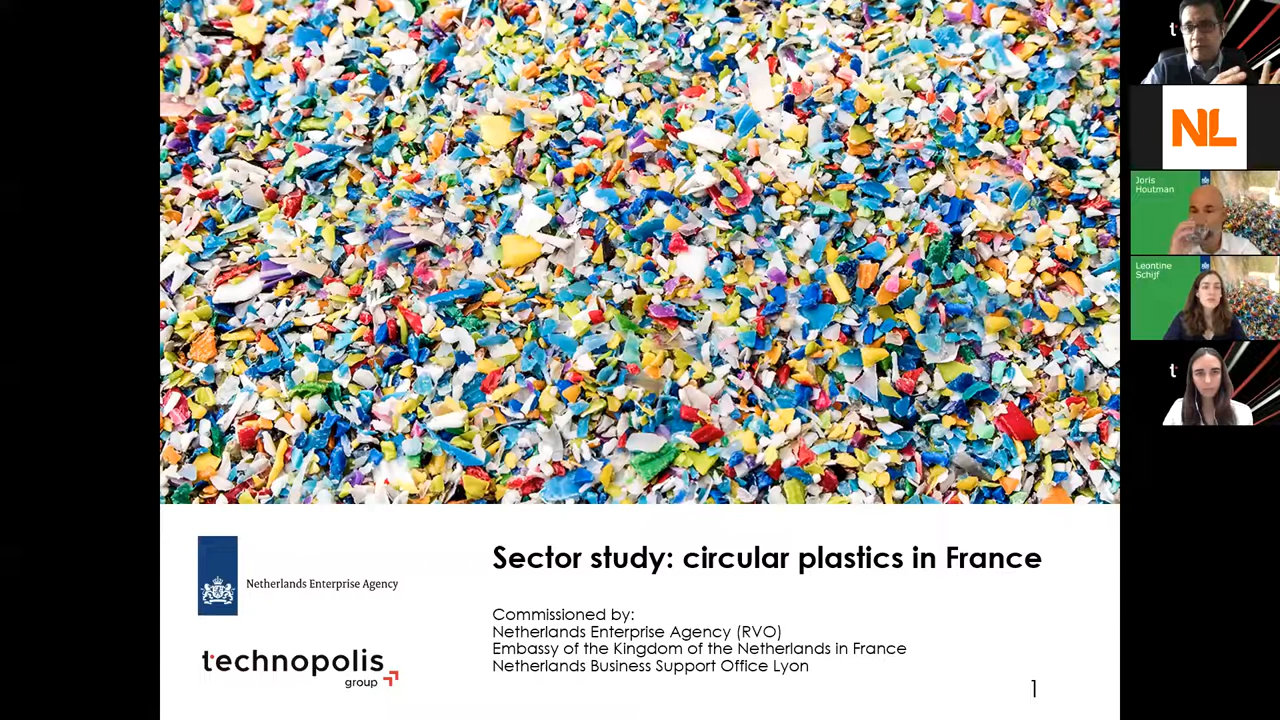 Sector study: circular plastics in France
Netherlands Enterprise Agency
Commissioned by:
Netherlands Enterprise Agency (RVO)
Embassy of the Kingdom of the Netherlands in France
Netherlands Business Support Office Lyon
technopolis
group
1
t
NL
Joris
Houtman
Leontine
Schijf
t